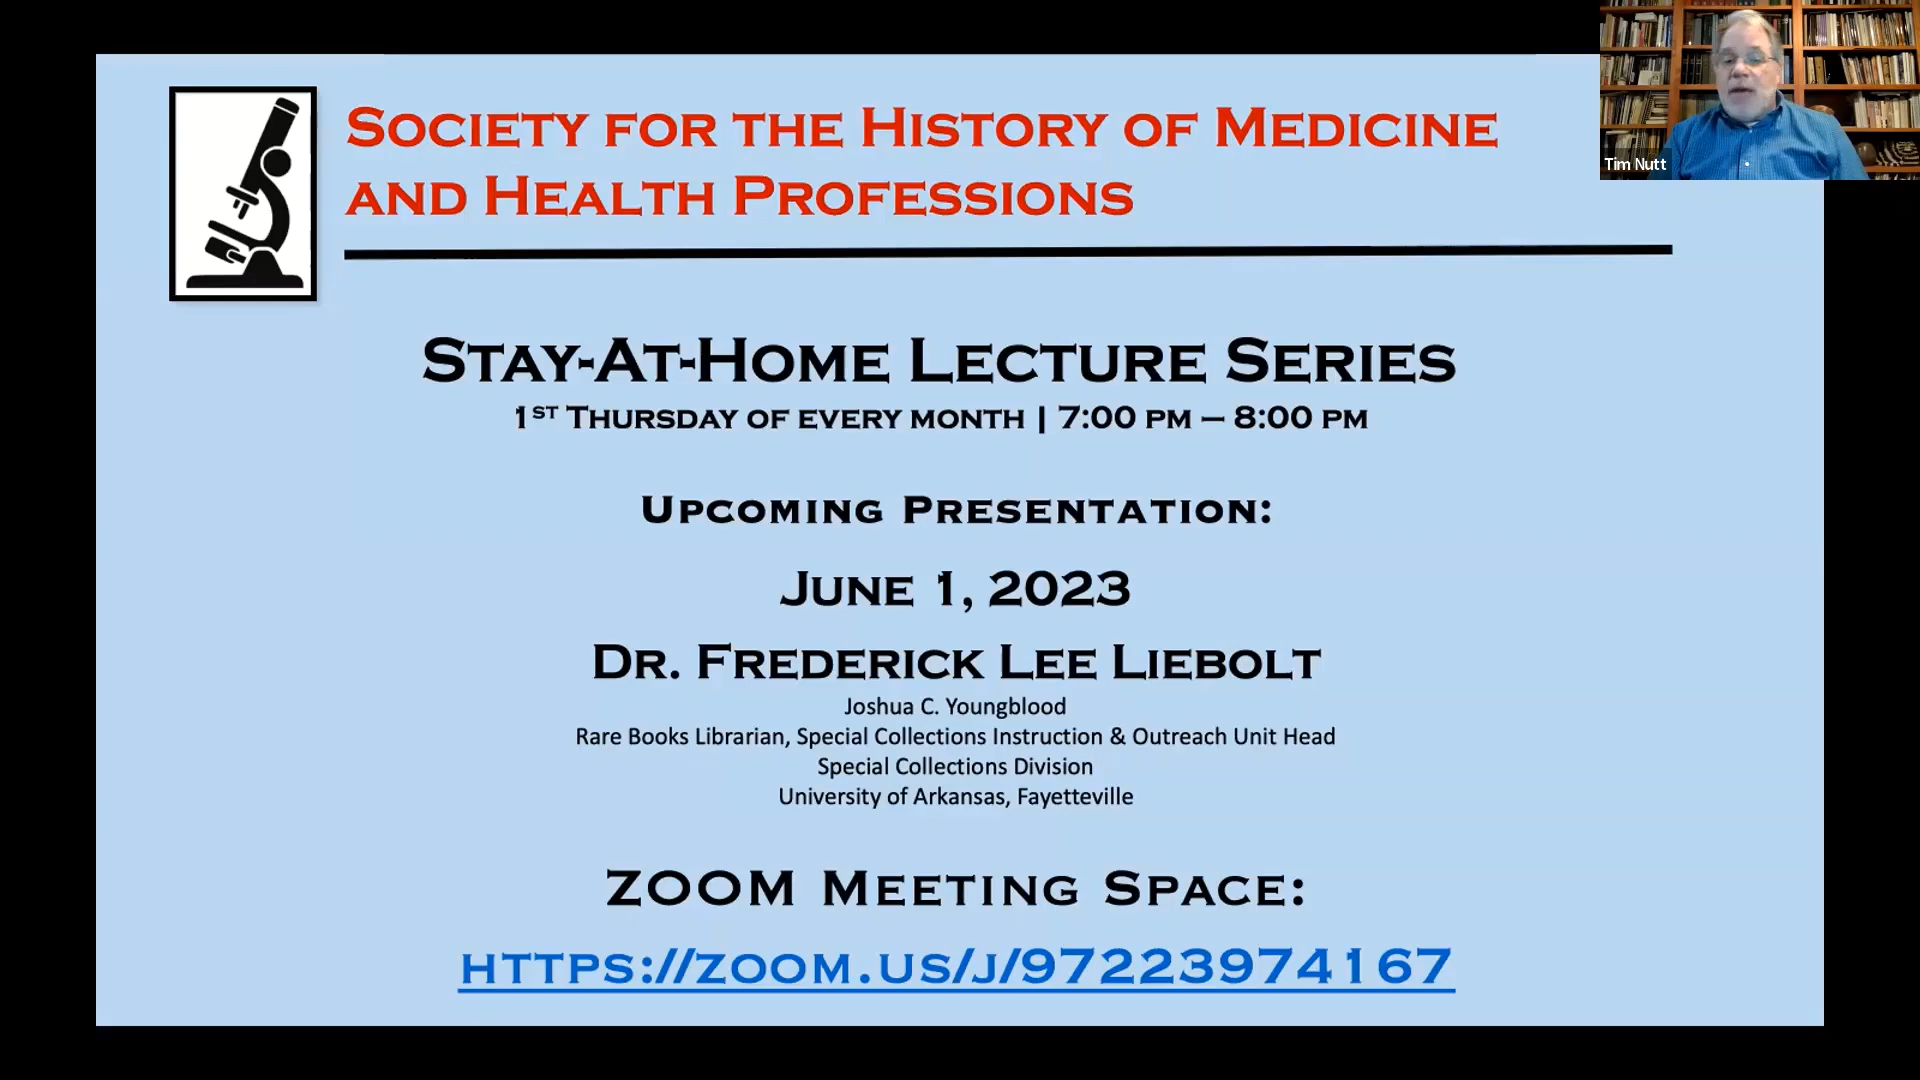 Society for the History of Medicine
and Health Professions
Stay-At-Home Lecture Series
1st Thursday of every month | 7:00 pm – 8:00 pm
Upcoming Presentation:
June 1, 2023
Dr. Frederick Lee Liebolt
Joshua C. Youngblood
Rare Books Librarian, Special Collections Instruction & Outreach Unit Head
Special Collections Division
University of Arkansas, Fayetteville
ZOOM Meeting Space:
https://zoom.us/j/97223974167
Tim Nutt